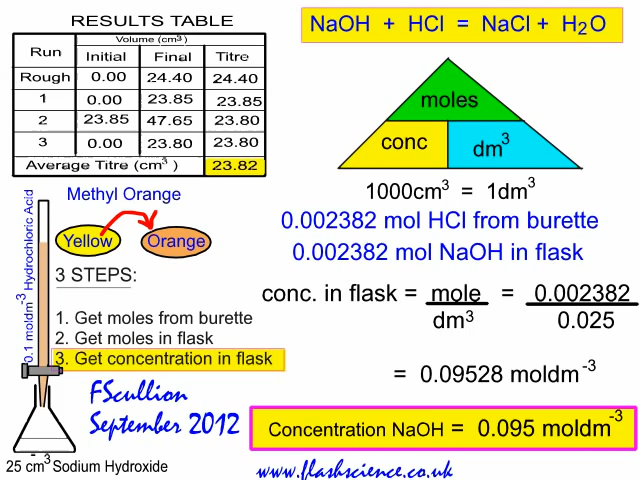 RESULTS TABLE
Volume (cm³)
Run Initial Final Titre
Rough 0.00 24.40 24.40
1 0.00 23.85 23.85
2 23.85 47.65 23.80
3 0.00 23.80 23.80
Average Titre (cm³ ) 23.82
NaOH + HCl = NaCl + H₂O
moles
conc dm³
1000cm³ = 1dm³
0.002382 mol HCl from burette
0.002382 mol NaOH in flask
conc. in flask = mole = 0.002382
dm³ 0.025
= 0.09528 moldm⁻³
Concentration NaOH = 0.095 moldm⁻³
Methyl Orange
Yellow Orange
3 STEPS:
1. Get moles from burette
2. Get moles in flask
3. Get concentration in flask
0.1 moldm⁻³ Hydrochloric Acid
FScullion
September 2012
25 cm⁻³ Sodium Hydroxide
www.flashscience.co.uk